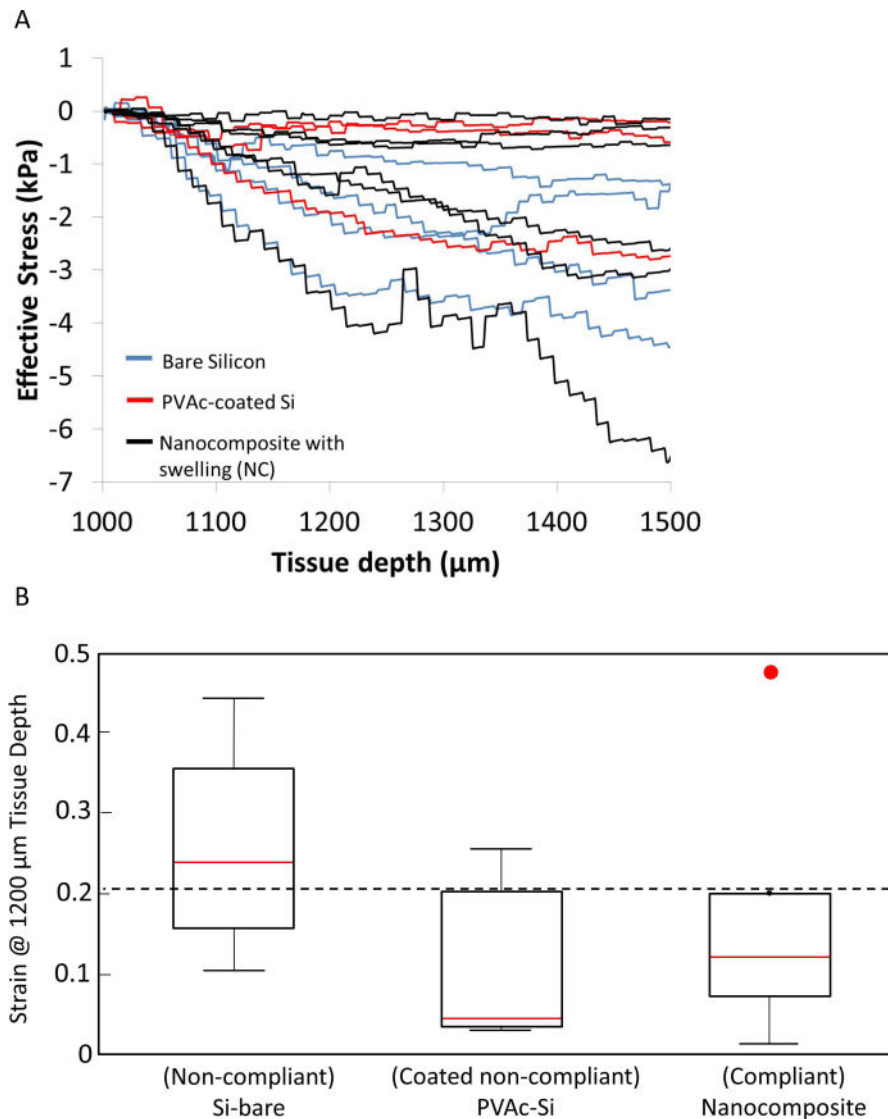 A
1
0
-1
-2
-3
-4
-5
-6
-7
Effective Stress (kPa)
Bare Silicon
PVAc-coated Si
Nanocomposite with
swelling (NC)
1000 1100 1200 1300 1400 1500
Tissue depth (µm)
B
0.5
0.4
0.3
0.2
0.1
0
Strain @ 1200 µm Tissue Depth
(Non-compliant) (Coated non-compliant) (Compliant)
Si-bare PVAc-Si Nanocomposite